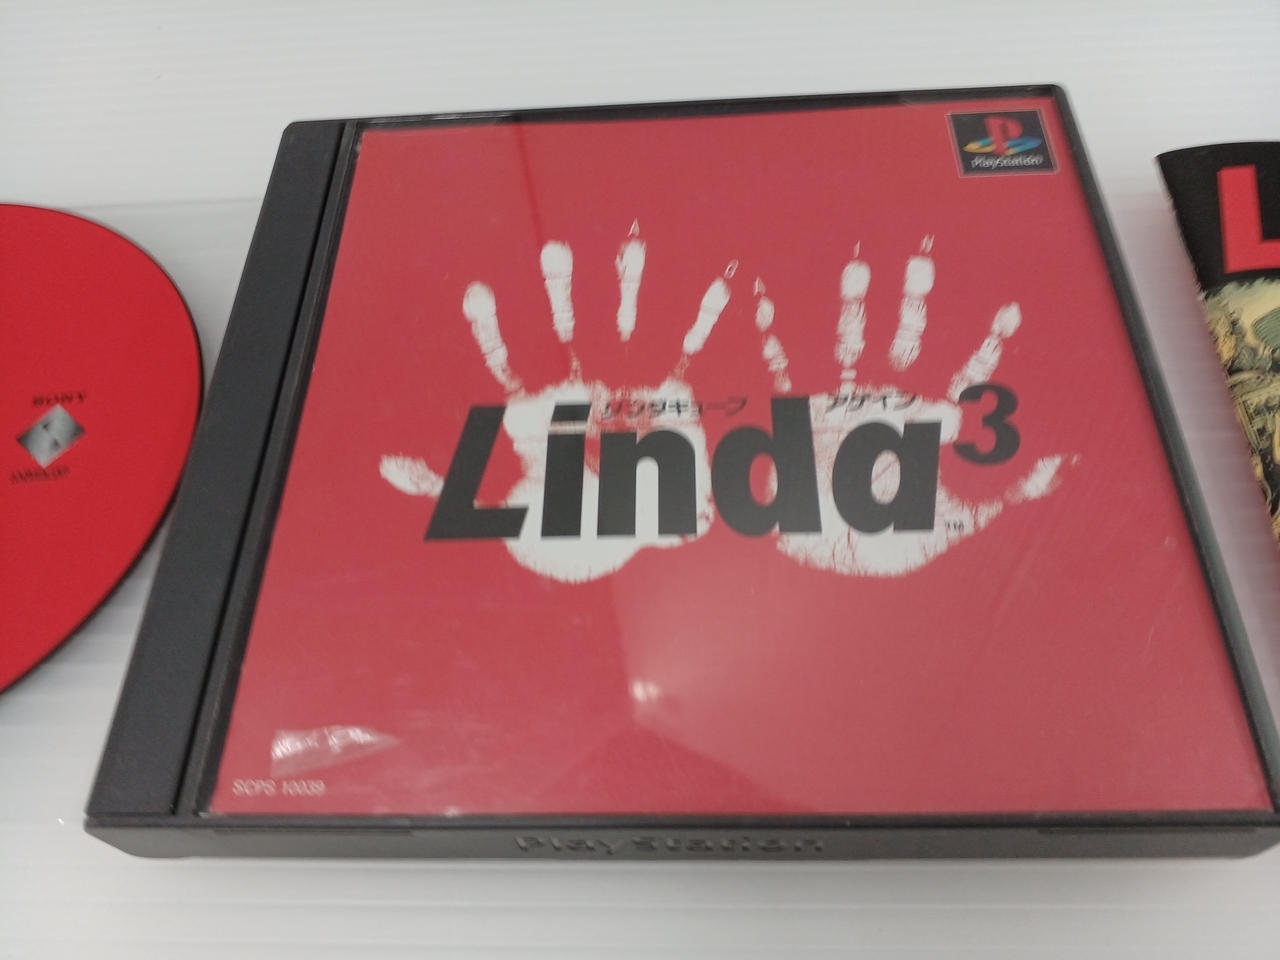 PlayStation
A G A I N
リンダキューブ アゲイン
Linda³
TM
SCPS 10039
PlayStation
SONY
L